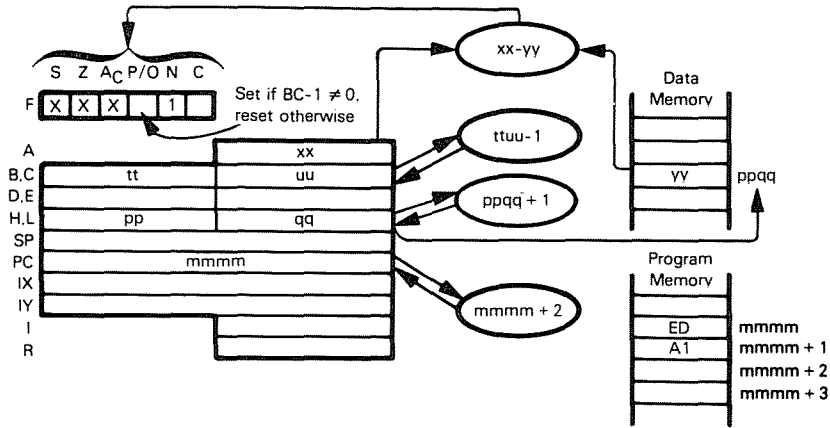 xx-yy
S Z AC P/O N C
F X X X 1
Set if BC-1 ≠ 0,
reset otherwise
Data
Memory
yy ppqq
A xx
B,C tt uu
D,E
H,L pp qq
SP
PC mmmm
IX
IY
I
R
ttuu-1
ppqq + 1
mmmm + 2
Program
Memory
ED mmmm
A1 mmmm + 1
mmmm + 2
mmmm + 3